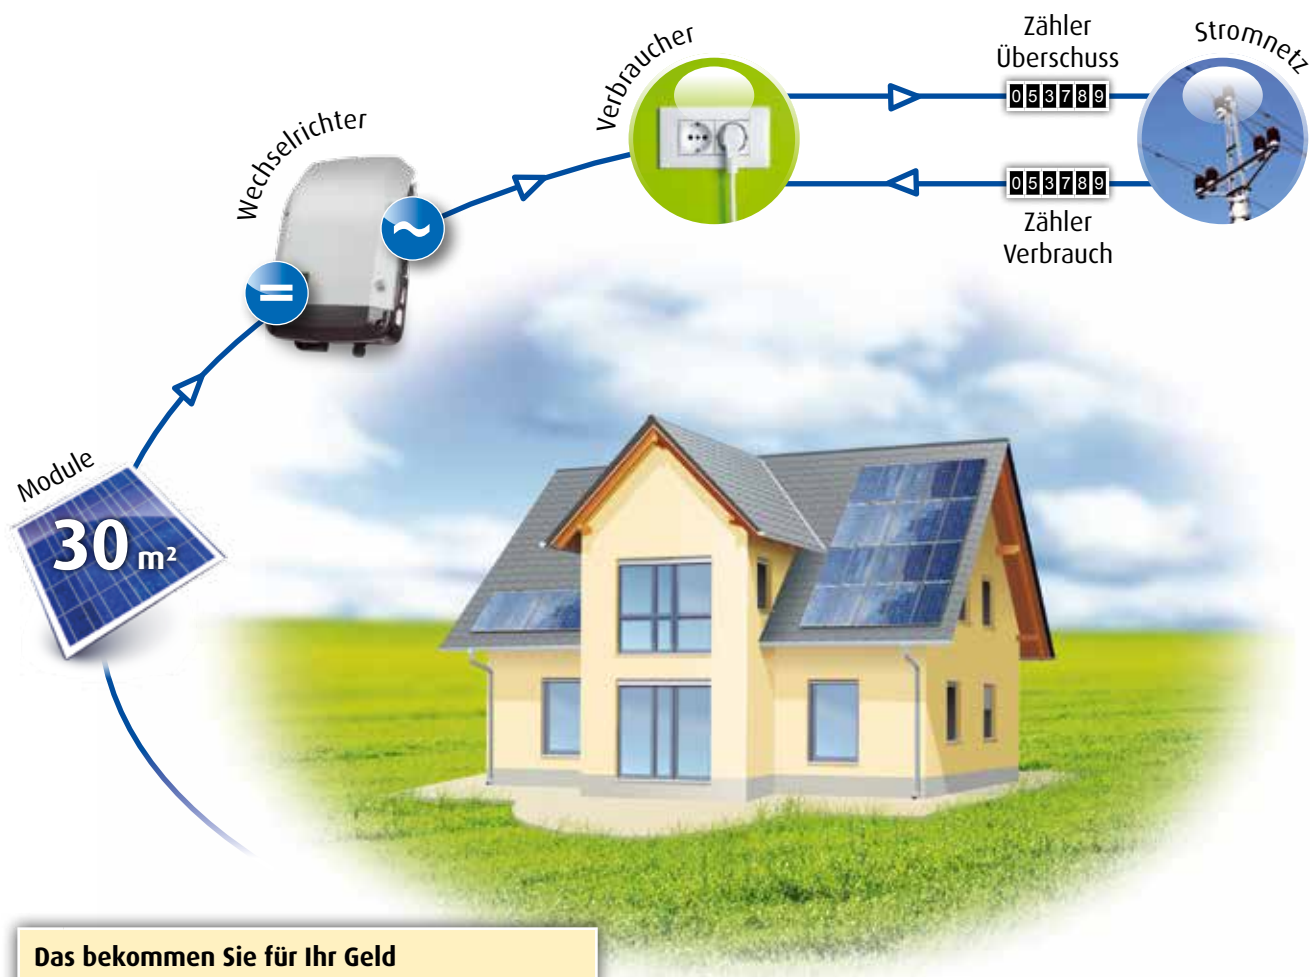 Zähler
Überschuss
053789
Stromnetz
Verbraucher
053789
Zähler
Verbrauch
Wechselrichter
~
=
Module
30 m²
Das bekommen Sie für Ihr Geld